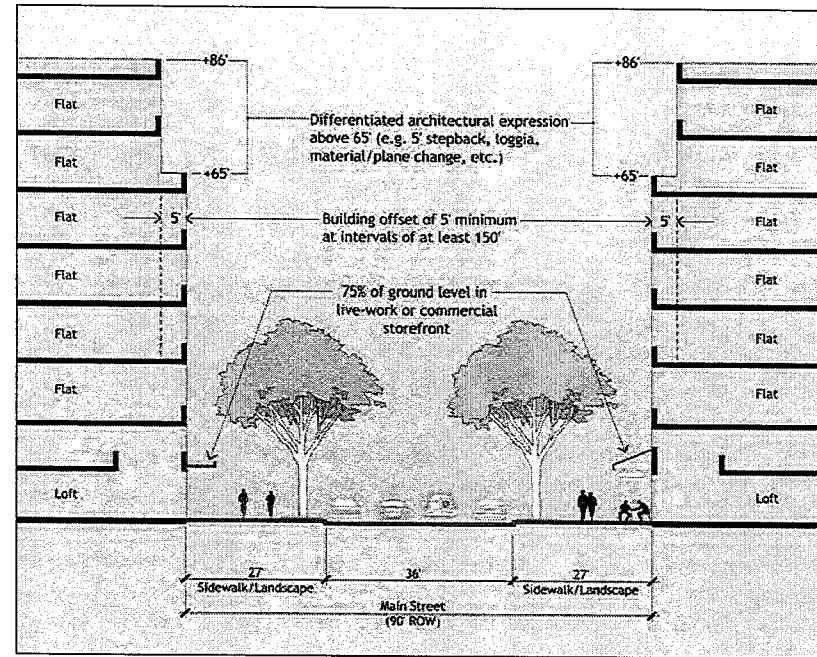 +86'
+86'
Flat
Flat
Differentiated architectural expression
above 65' (e.g. 5' stepback, loggia,
material/plane change, etc.)
Flat
Flat
+65'
+65'
Flat
5'
Building offset of 5' minimum
at intervals of at least 150'
5'
Flat
Flat
75% of ground level in
live-work or commercial
storefront
Flat
Flat
Flat
Flat
Flat
Loft
Loft
27'
36'
27'
Sidewalk/Landscape
Sidewalk/Landscape
Main Street
(90' ROW)